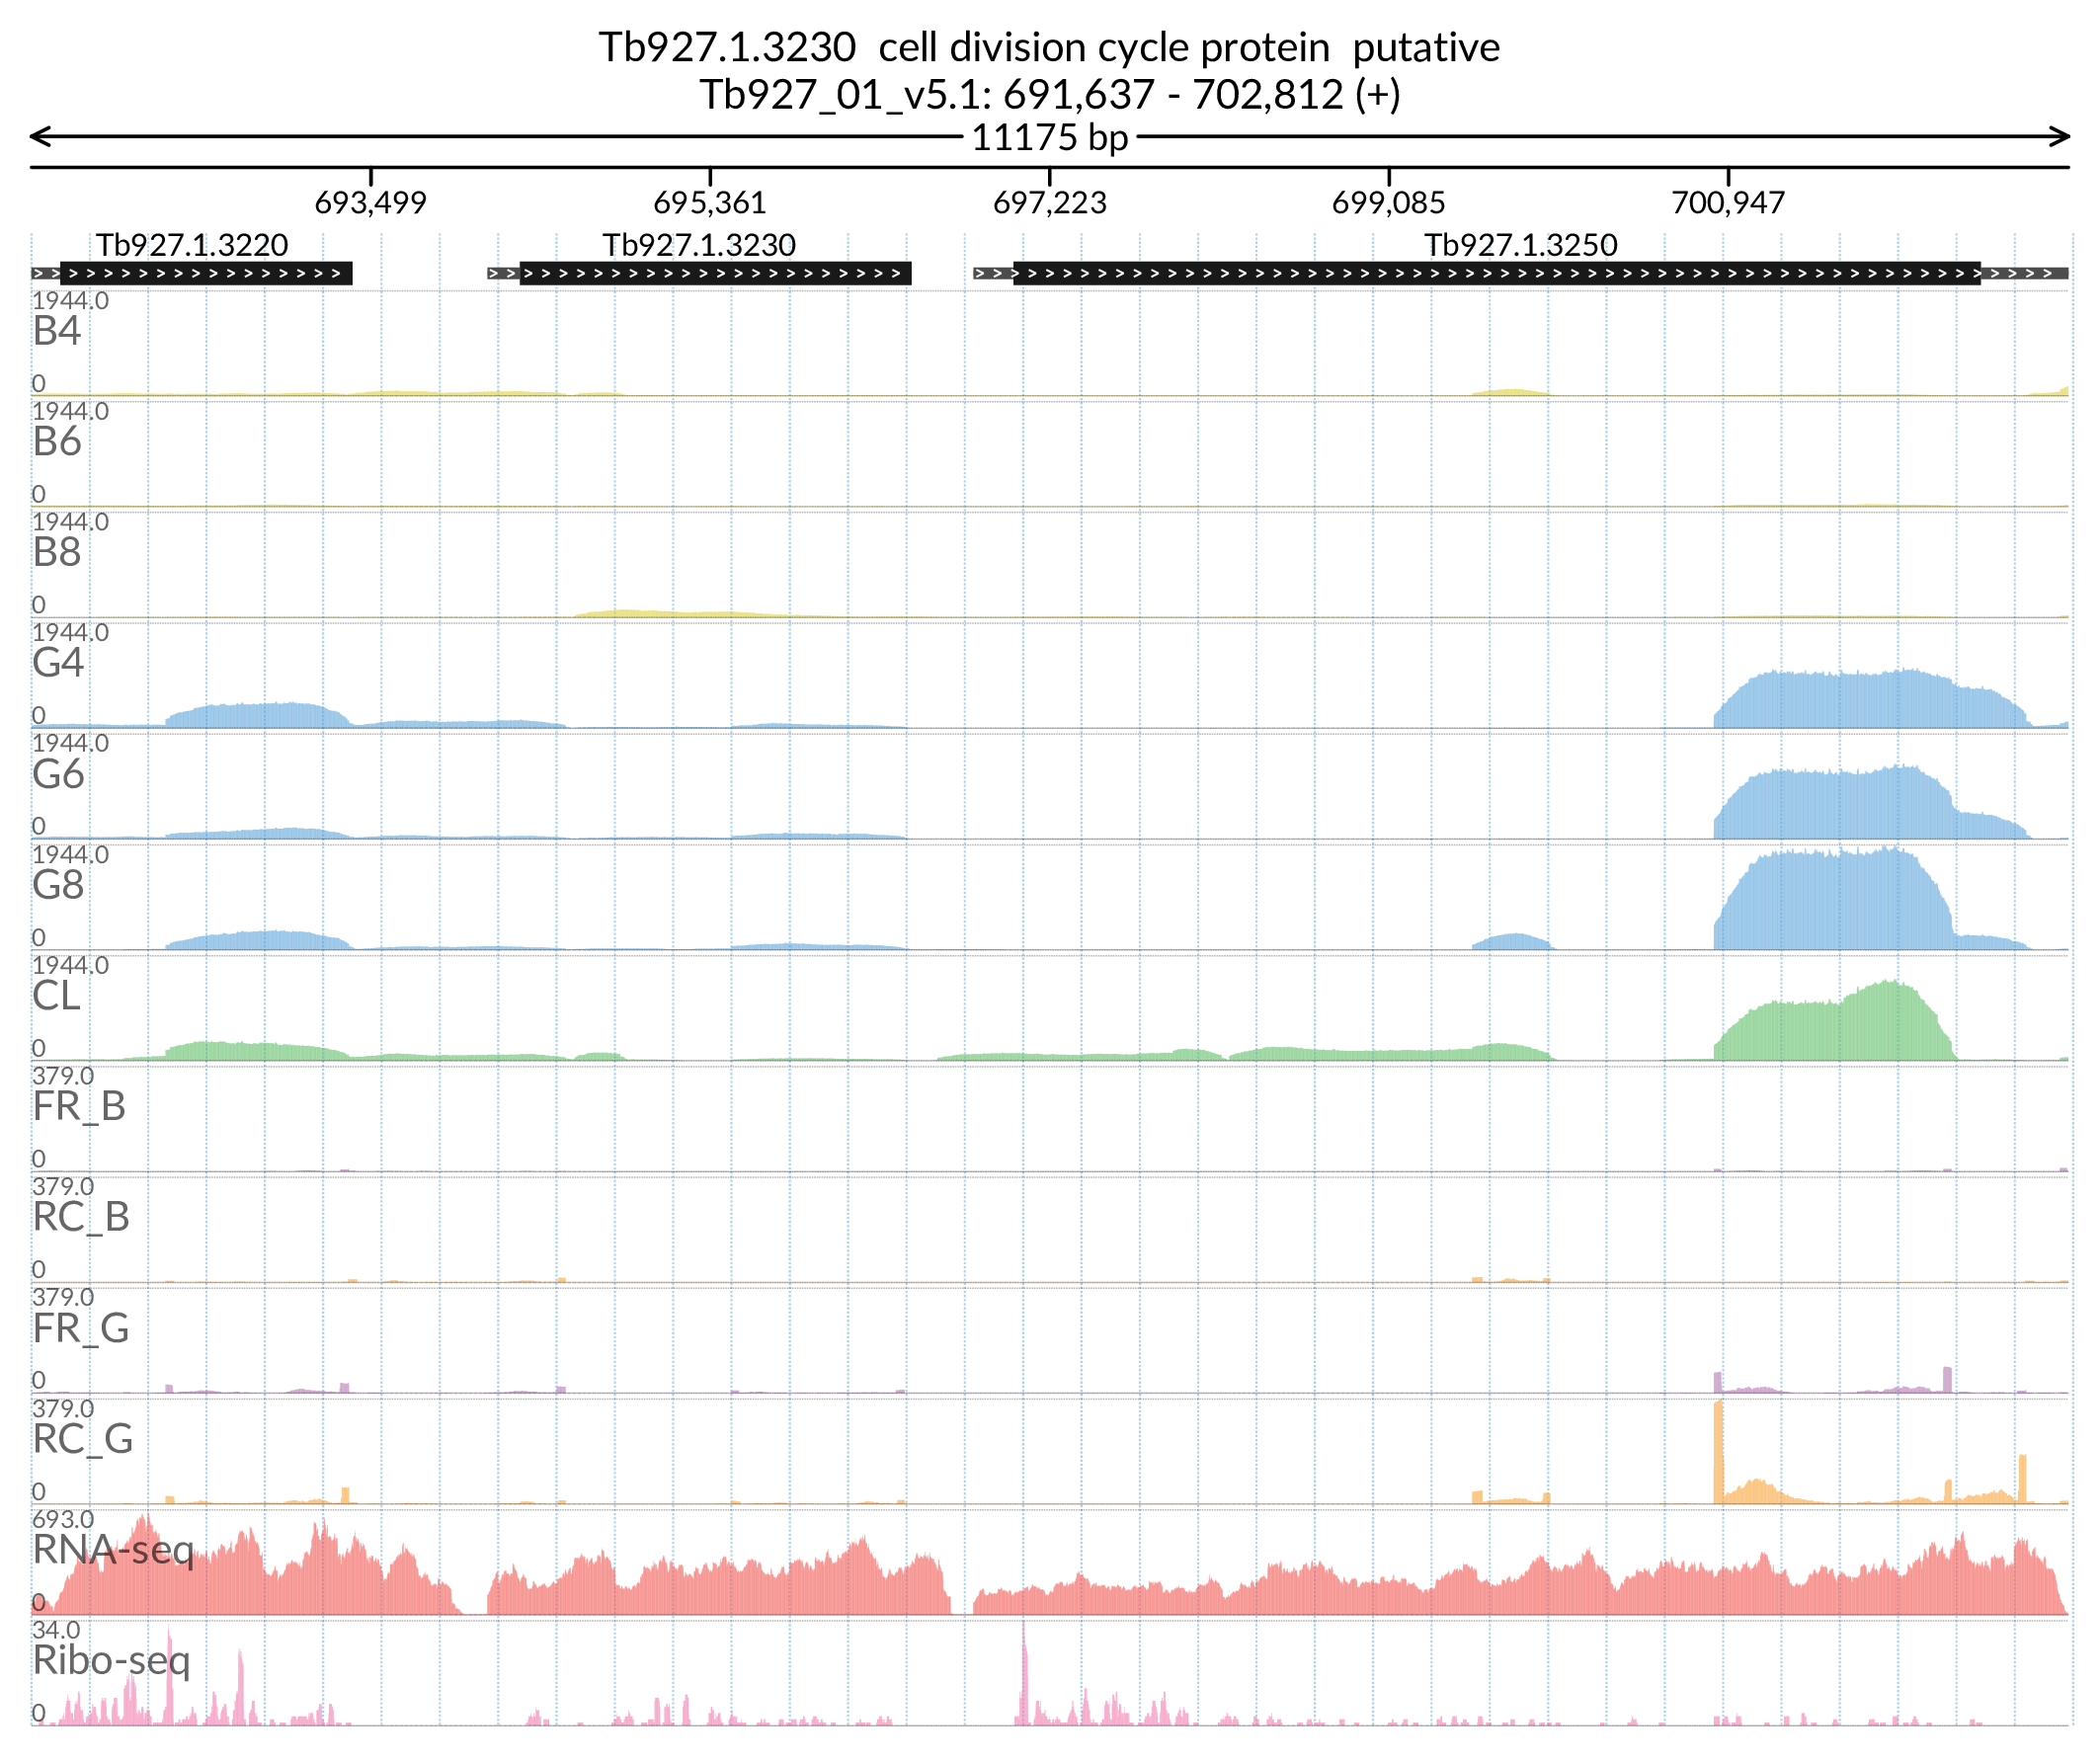 Tb927.1.3230 cell division cycle protein putative
Tb927_01_v5.1: 691,637 - 702,812 (+)
11175 bp
693,499 695,361 697,223 699,085 700,947
Tb927.1.3220 Tb927.1.3230 Tb927.1.3250
1944.0
B4
0
1944.0
B6
0
1944.0
B8
0
1944.0
G4
0
1944.0
G6
0
1944.0
G8
0
1944.0
CL
0
379.0
FR_B
0
379.0
RC_B
0
379.0
FR_G
0
379.0
RC_G
0
693.0
RNA-seq
0
34.0
Ribo-seq
0